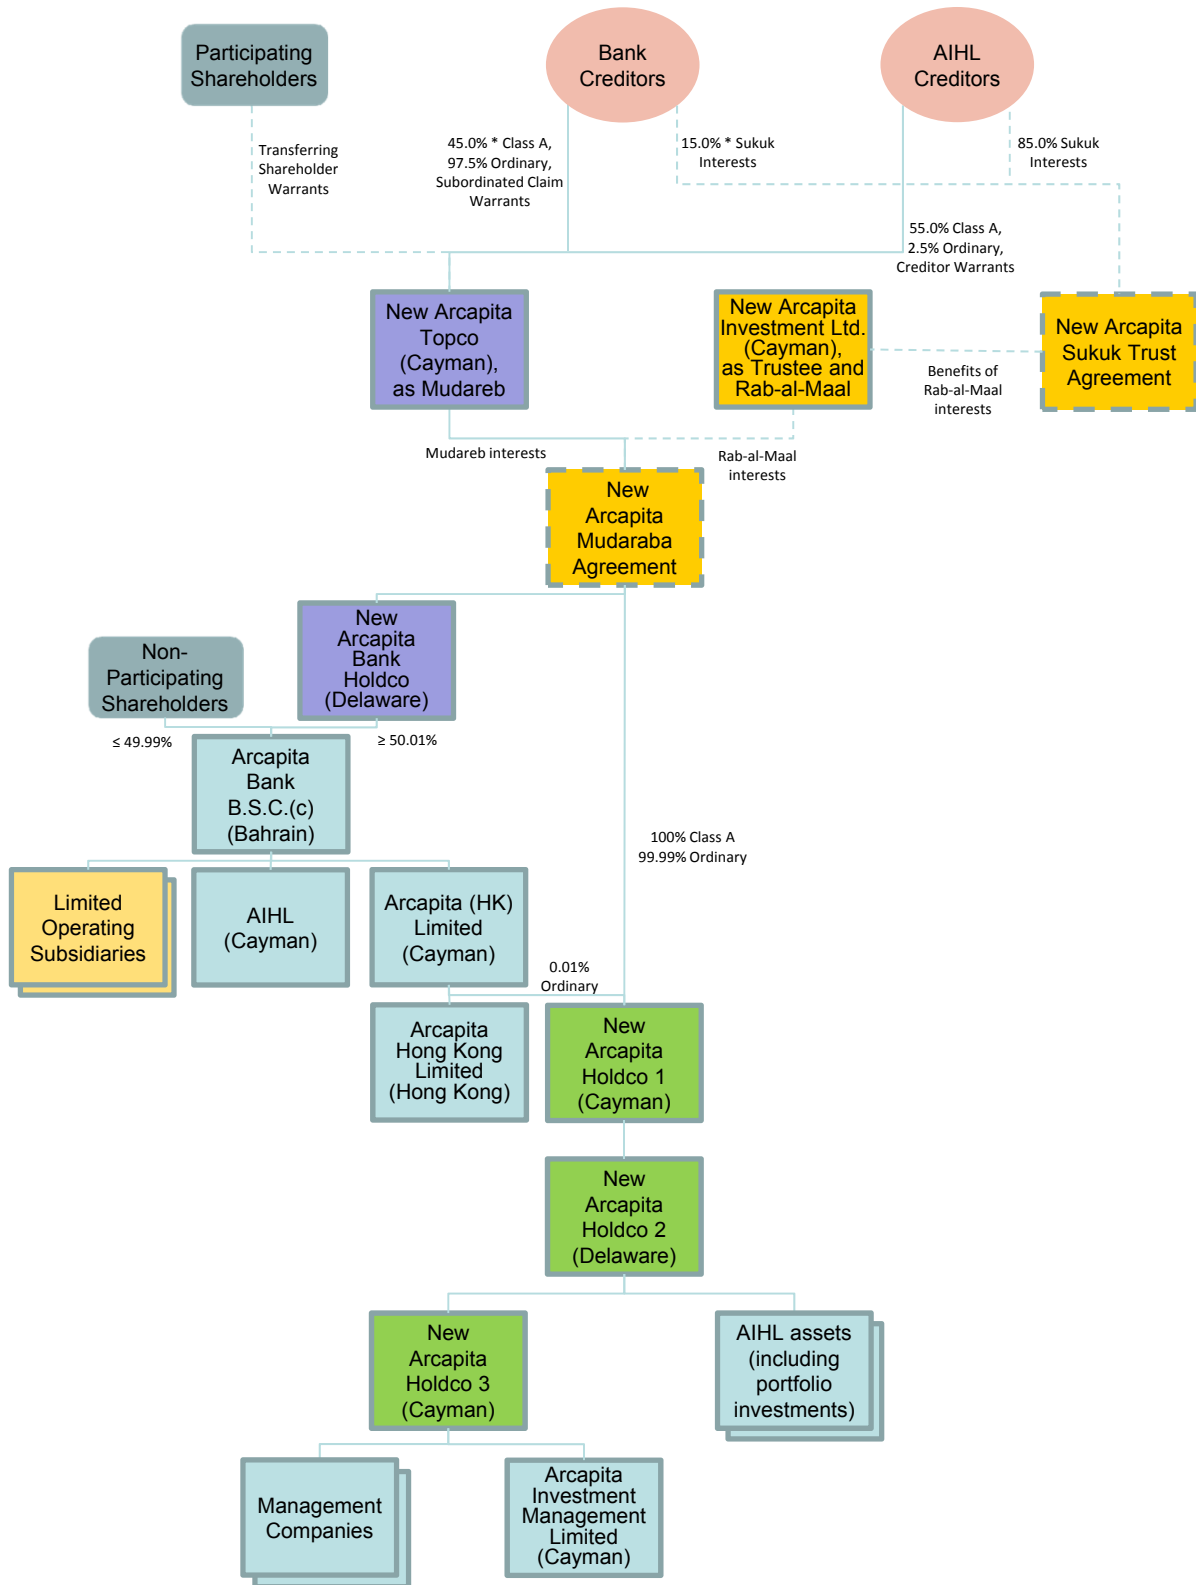 Participating
Shareholders
Bank
Creditors
AIHL
Creditors
Transferring
Shareholder
Warrants
45.0% * Class A,
97.5% Ordinary,
Subordinated Claim
Warrants
15.0% * Sukuk
Interests
85.0% Sukuk
Interests
55.0% Class A,
2.5% Ordinary,
Creditor Warrants
New Arcapita
Topco
(Cayman),
as Mudareb
New Arcapita
Investment Ltd.
(Cayman),
as Trustee and
Rab-al-Maal
New Arcapita
Sukuk Trust
Agreement
Benefits of
Rab-al-Maal
interests
Mudareb interests
Rab-al-Maal
interests
New
Arcapita
Mudaraba
Agreement
New
Arcapita
Bank
Holdco
(Delaware)
Non-
Participating
Shareholders
≤ 49.99%
≥ 50.01%
Arcapita
Bank
B.S.C.(c)
(Bahrain)
100% Class A
99.99% Ordinary
Limited
Operating
Subsidiaries
AIHL
(Cayman)
Arcapita (HK)
Limited
(Cayman)
0.01%
Ordinary
Arcapita
Hong Kong
Limited
(Hong Kong)
New
Arcapita
Holdco 1
(Cayman)
New
Arcapita
Holdco 2
(Delaware)
New
Arcapita
Holdco 3
(Cayman)
AIHL assets
(including
portfolio
investments)
Management
Companies
Arcapita
Investment
Management
Limited
(Cayman)